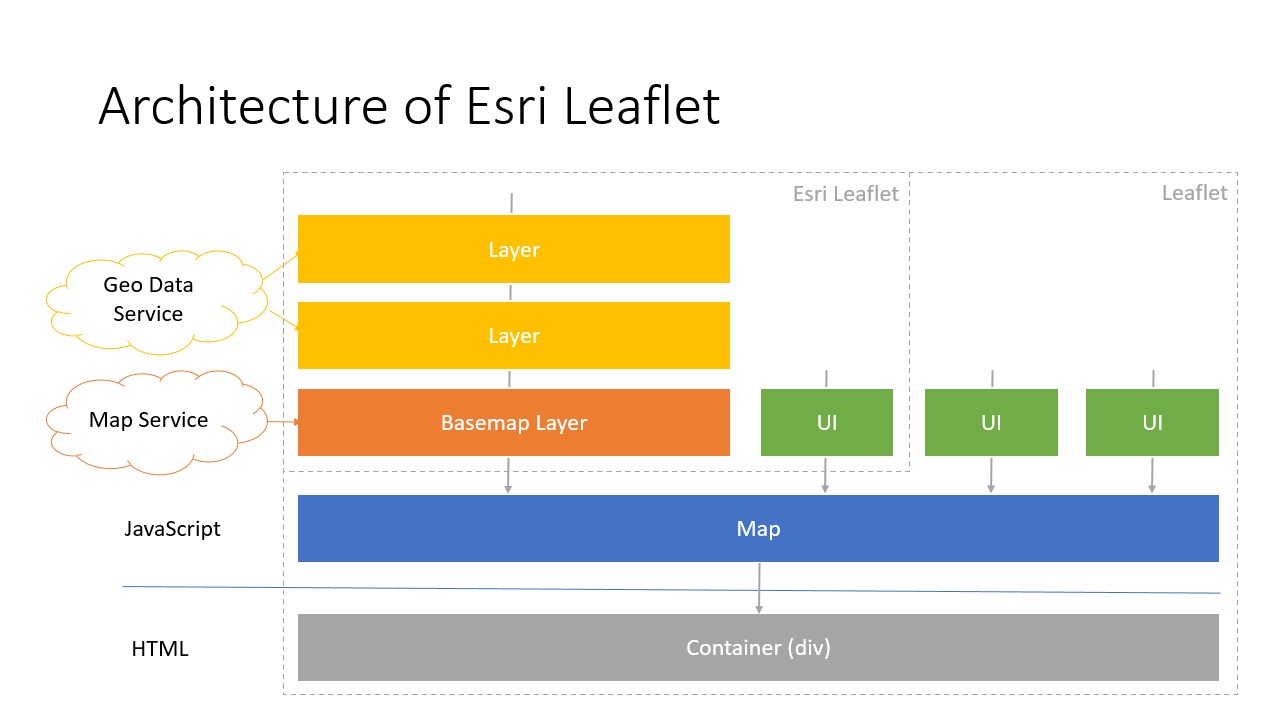 Architecture of Esri Leaflet
Esri Leaflet
Leaflet
Layer
Geo Data
Service
Layer
Map Service
Basemap Layer
UI
UI
UI
JavaScript
Map
HTML
Container (div)